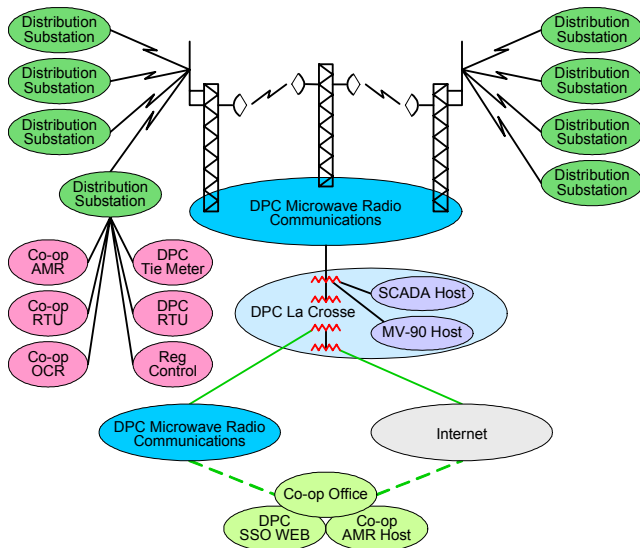 Distribution
Substation
Distribution
Substation
Distribution
Substation
Distribution
Substation
Distribution
Substation
Distribution
Substation
Distribution
Substation
Distribution
Substation
DPC Microwave Radio
Communications
Co-op
AMR
DPC
Tie Meter
Co-op
RTU
DPC
RTU
Co-op
OCR
Reg
Control
SCADA Host
DPC La Crosse
MV-90 Host
DPC Microwave Radio
Communications
Internet
Co-op Office
DPC
SSO WEB
Co-op
AMR Host